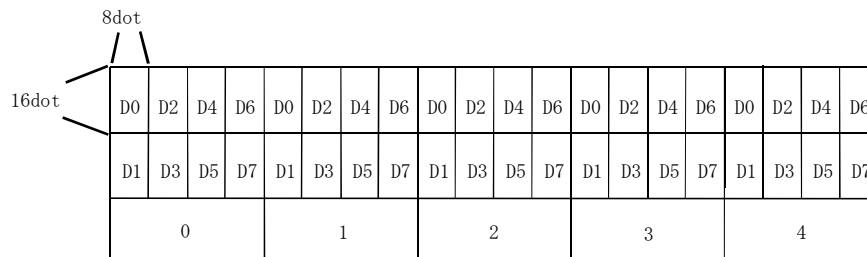 8dot
16dot
D0 D2 D4 D6 D0 D2 D4 D6 D0 D2 D4 D6 D0 D2 D4 D6 D0 D2 D4 D6
D1 D3 D5 D7 D1 D3 D5 D7 D1 D3 D5 D7 D1 D3 D5 D7 D1 D3 D5 D7
0 1 2 3 4